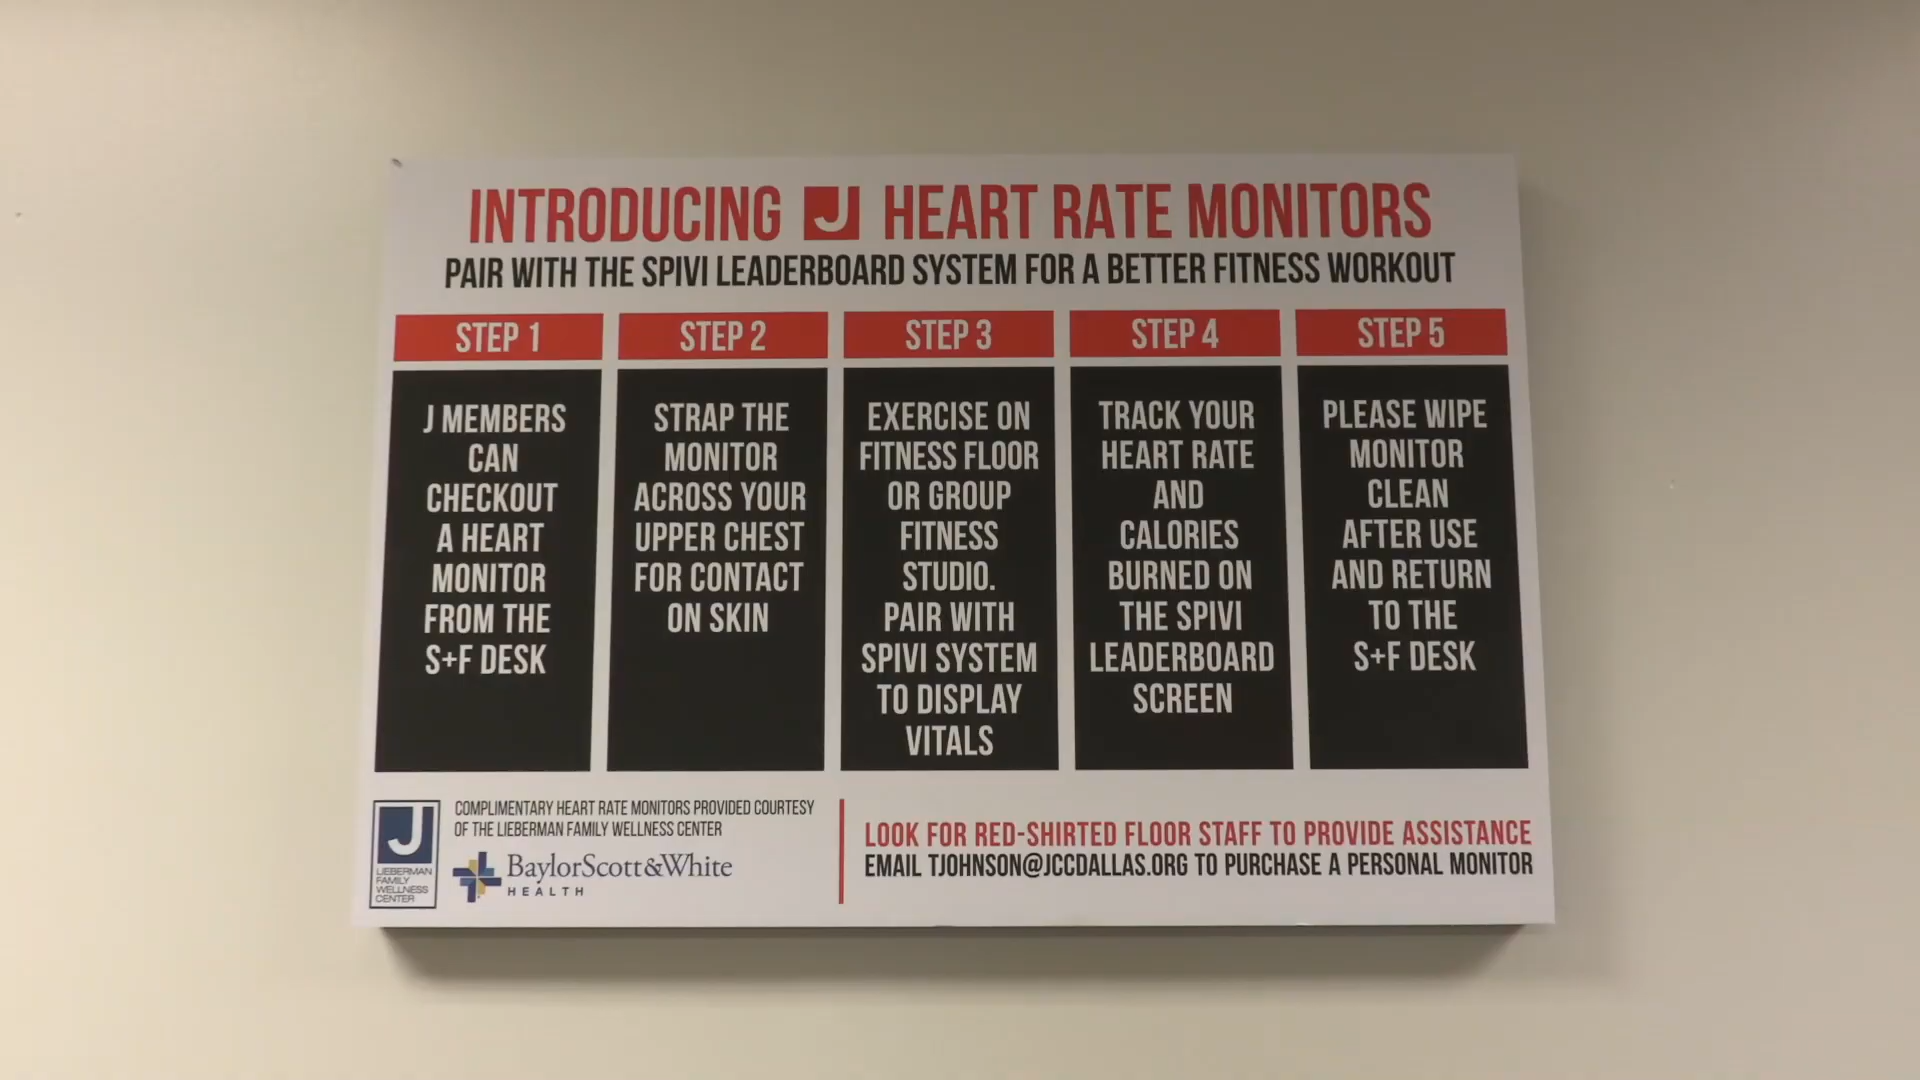 INTRODUCING J HEART RATE MONITORS
PAIR WITH THE SPIVI LEADERBOARD SYSTEM FOR A BETTER FITNESS WORKOUT
STEP 1
J MEMBERS
CAN
CHECKOUT
A HEART
MONITOR
FROM THE
S+F DESK
STEP 2
STRAP THE
MONITOR
ACROSS YOUR
UPPER CHEST
FOR CONTACT
ON SKIN
STEP 3
EXERCISE ON
FITNESS FLOOR
OR GROUP
FITNESS
STUDIO.
PAIR WITH
SPIVI SYSTEM
TO DISPLAY
VITALS
STEP 4
TRACK YOUR
HEART RATE
AND
CALORIES
BURNED ON
THE SPIVI
LEADERBOARD
SCREEN
STEP 5
PLEASE WIPE
MONITOR
CLEAN
AFTER USE
AND RETURN
TO THE
S+F DESK
J
LIEBERMAN
FAMILY
WELLNESS
CENTER
COMPLIMENTARY HEART RATE MONITORS PROVIDED COURTESY
OF THE LIEBERMAN FAMILY WELLNESS CENTER
BaylorScott&White
HEALTH
LOOK FOR RED-SHIRTED FLOOR STAFF TO PROVIDE ASSISTANCE
EMAIL TJOHNSON@JCCDALLAS.ORG TO PURCHASE A PERSONAL MONITOR